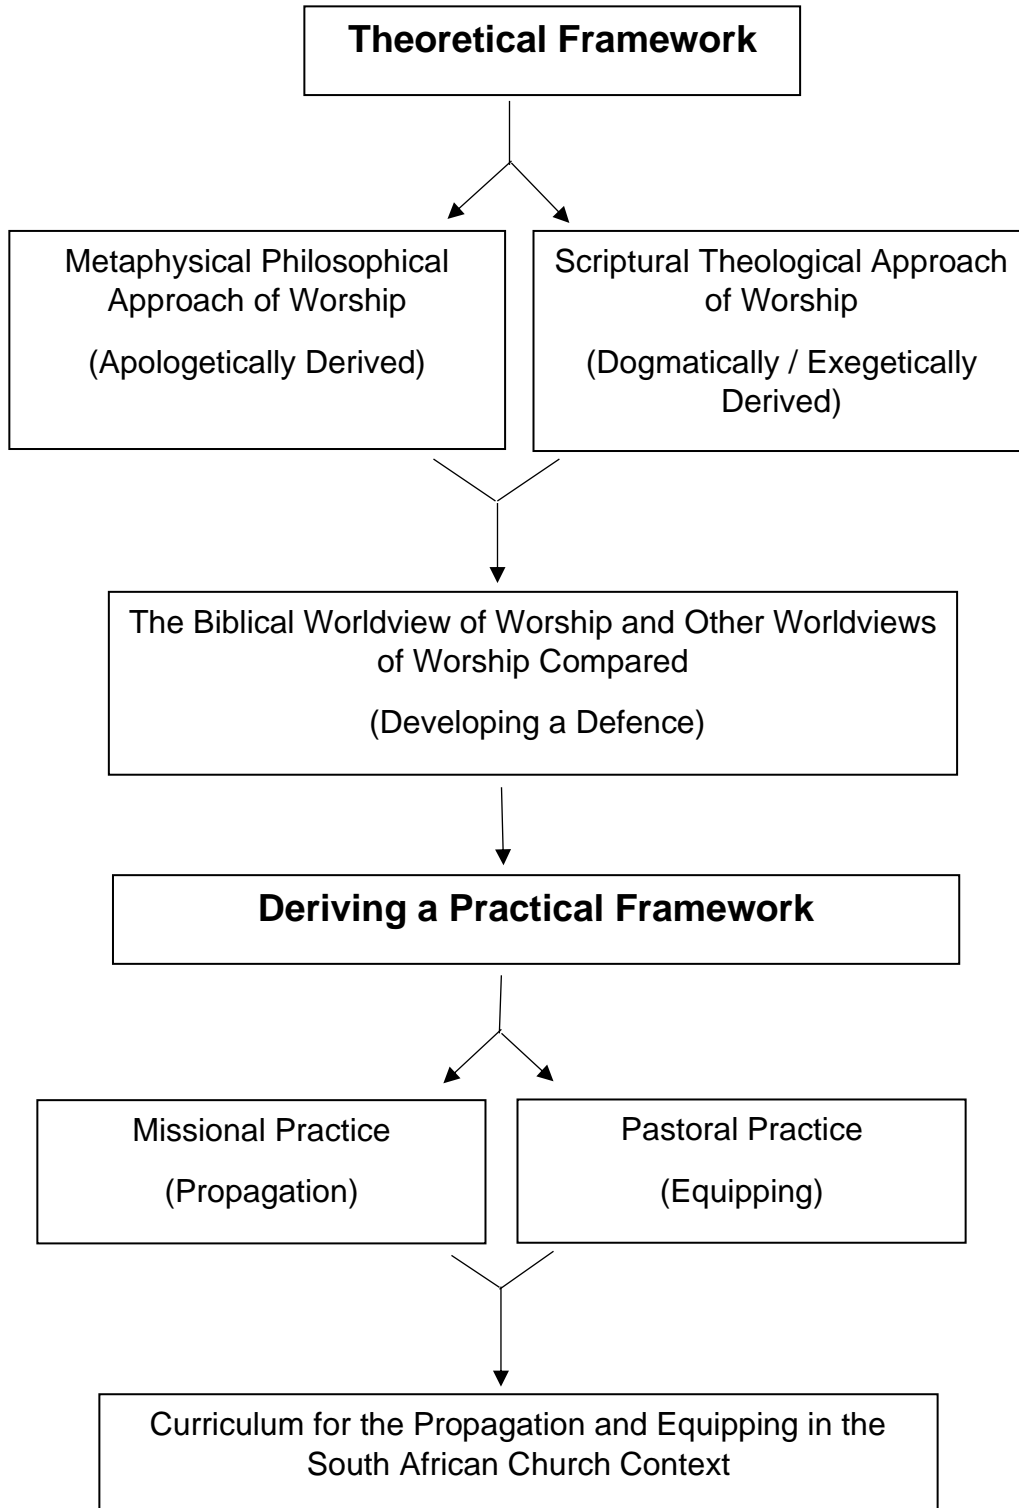 Theoretical Framework
Metaphysical Philosophical
Approach of Worship
(Apologetically Derived)
Scriptural Theological Approach
of Worship
(Dogmatically / Exegetically
Derived)
The Biblical Worldview of Worship and Other Worldviews
of Worship Compared
(Developing a Defence)
Deriving a Practical Framework
Missional Practice
(Propagation)
Pastoral Practice
(Equipping)
Curriculum for the Propagation and Equipping in the
South African Church Context